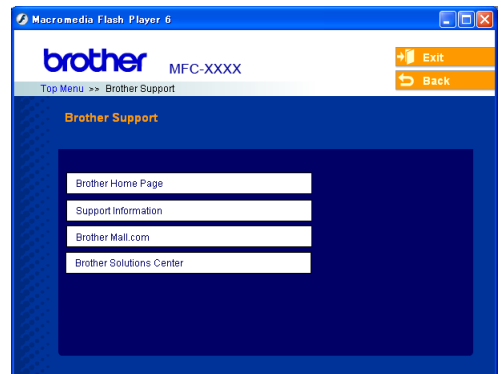 Macromedia Flash Player 6
brother MFC-XXXX
Exit
Back
Top Menu >> Brother Support
Brother Support
Brother Home Page
Support Information
Brother Mall.com
Brother Solutions Center